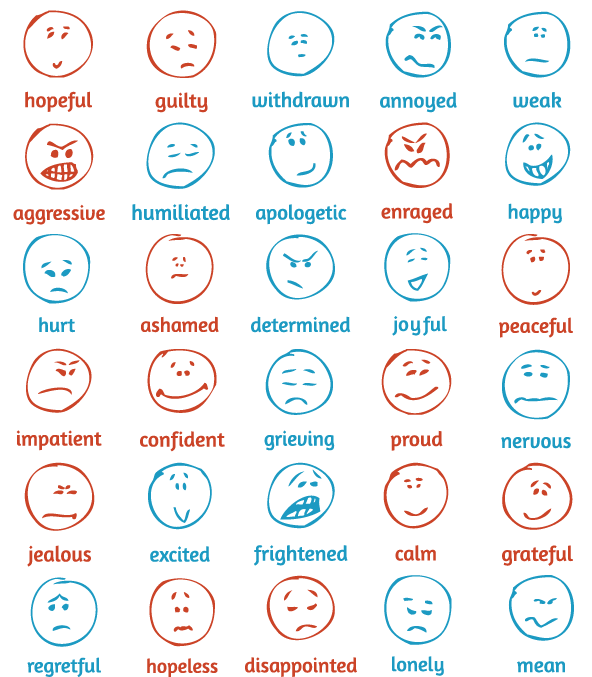 hopeful guilty withdrawn annoyed weak
aggressive humiliated apologetic enraged happy
hurt ashamed determined joyful peaceful
impatient confident grieving proud nervous
jealous excited frightened calm grateful
regretful hopeless disappointed lonely mean